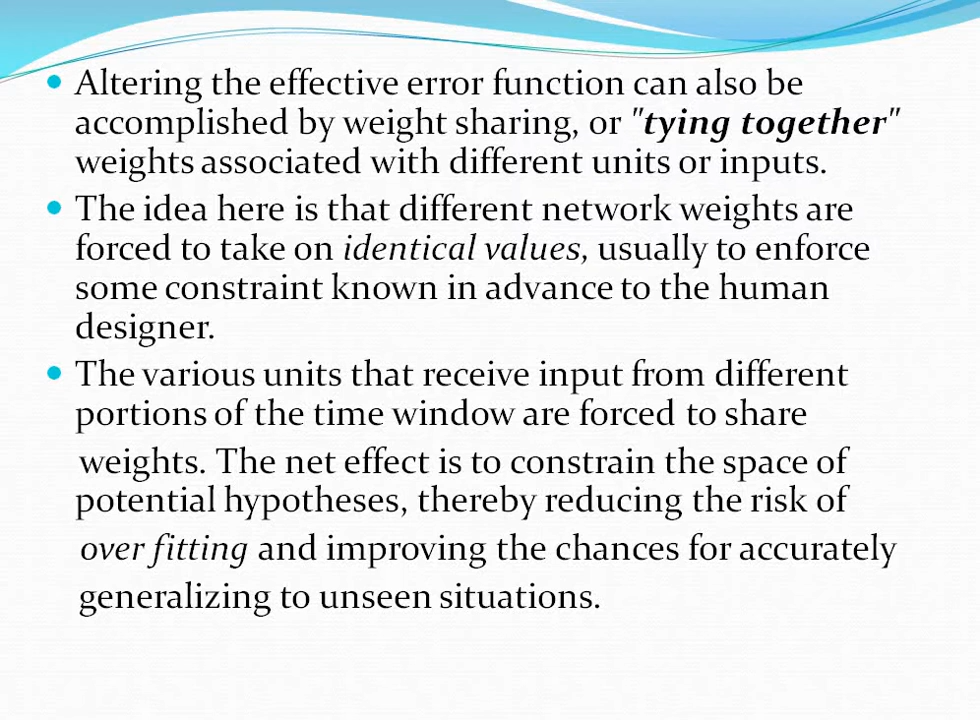 • Altering the effective error function can also be
accomplished by weight sharing, or "tying together"
weights associated with different units or inputs.
• The idea here is that different network weights are
forced to take on identical values, usually to enforce
some constraint known in advance to the human
designer.
• The various units that receive input from different
portions of the time window are forced to share
weights. The net effect is to constrain the space of
potential hypotheses, thereby reducing the risk of
over fitting and improving the chances for accurately
generalizing to unseen situations.